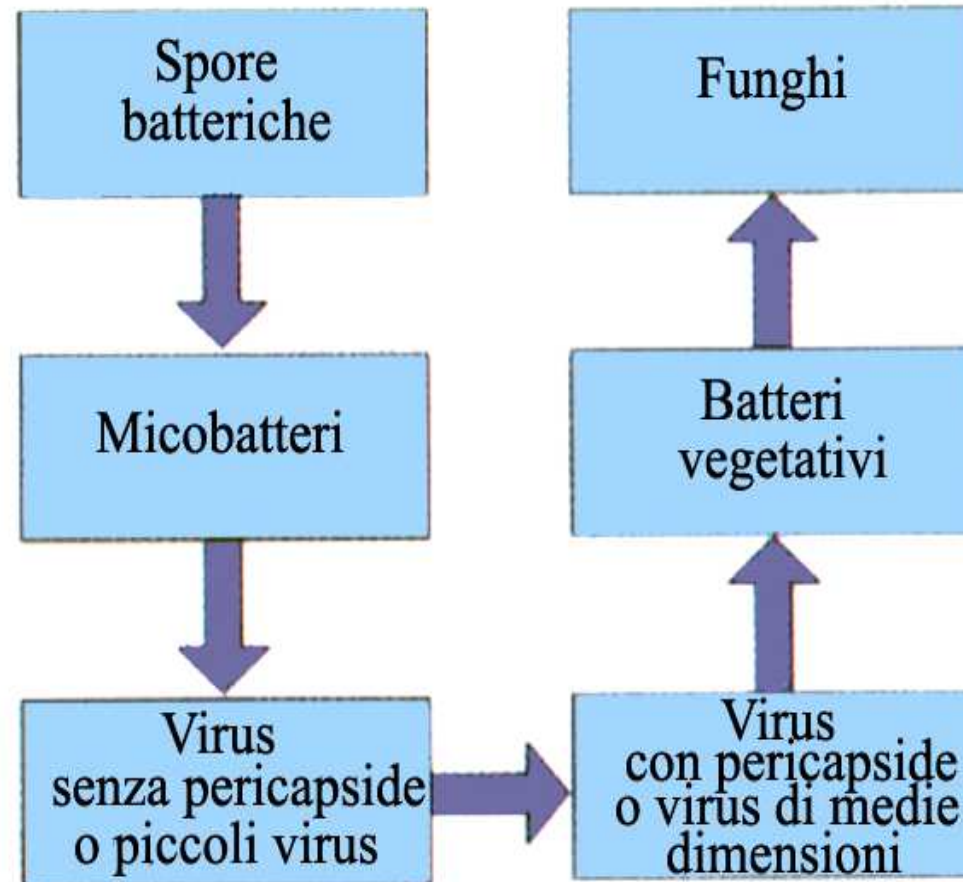 Spore
batteriche
Micobatteri
Virus
senza pericapside
o piccoli virus
Virus
con pericapside
o virus di medie
dimensioni
Batteri
vegetativi
Funghi